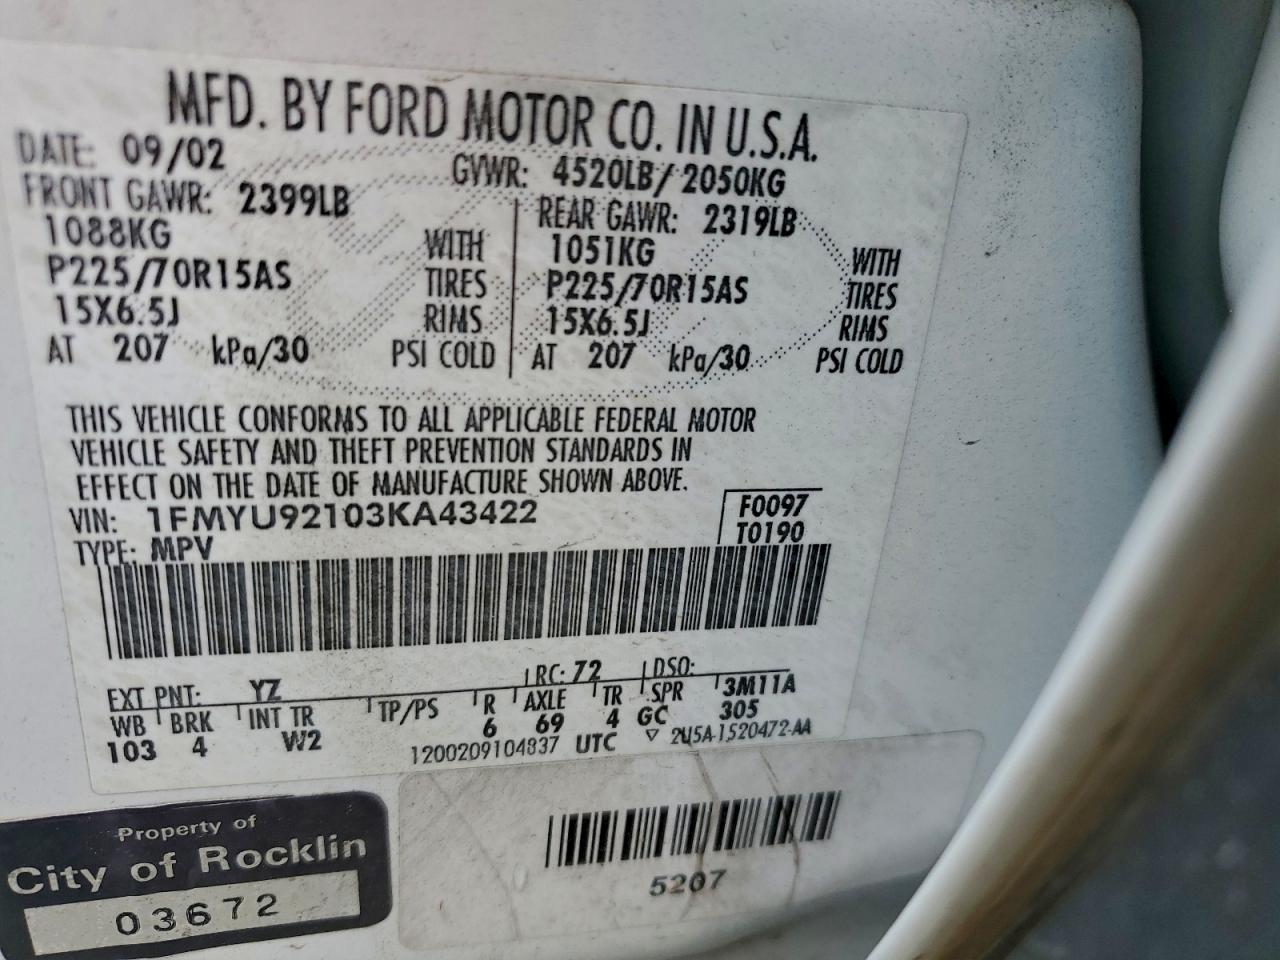 MFD. BY FORD MOTOR CO. IN U.S.A.
DATE: 09/02
GVWR: 4520LB/2050KG
FRONT GAWR: 2399LB
1088KG WITH
P225/70R15AS TIRES
15X6.5J RIMS
AT 207 kPa/30 PSI COLD
REAR GAWR: 2319LB
1051KG WITH
P225/70R15AS TIRES
15X6.5J RIMS
AT 207 kPa/30 PSI COLD
THIS VEHICLE CONFORMS TO ALL APPLICABLE FEDERAL MOTOR
VEHICLE SAFETY AND THEFT PREVENTION STANDARDS IN
EFFECT ON THE DATE OF MANUFACTURE SHOWN ABOVE.
VIN: 1FMYU92103KA43422
TYPE: MPV
F0097
T0190
EXT PNT: YZ RC: 72 DSO:
WB BRK INT TR TP/PS R AXLE TR SPR 3M11A
103 4 W2 6 69 4 GC 305
1200209104837 UTC ▽ 2U5A-1520472-AA
Property of
City of Rocklin
03672
5207